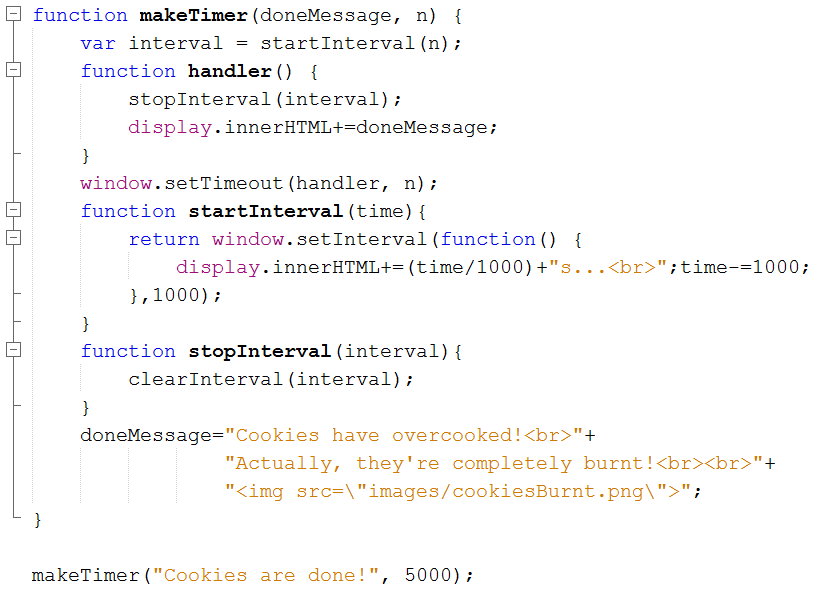 function makeTimer(doneMessage, n) {
    var interval = startInterval(n);
    function handler() {
        stopInterval(interval);
        display.innerHTML+=doneMessage;
    }
    window.setTimeout(handler, n);
    function startInterval(time){
        return window.setInterval(function() {
            display.innerHTML+=(time/1000)+"s...<br>";time-=1000;
        },1000);
    }
    function stopInterval(interval){
        clearInterval(interval);
    }
    doneMessage="Cookies have overcooked!<br>"+
                "Actually, they're completely burnt!<br><br>"+
                "<img src=\"images/cookiesBurnt.png\">";
}

makeTimer("Cookies are done!", 5000);